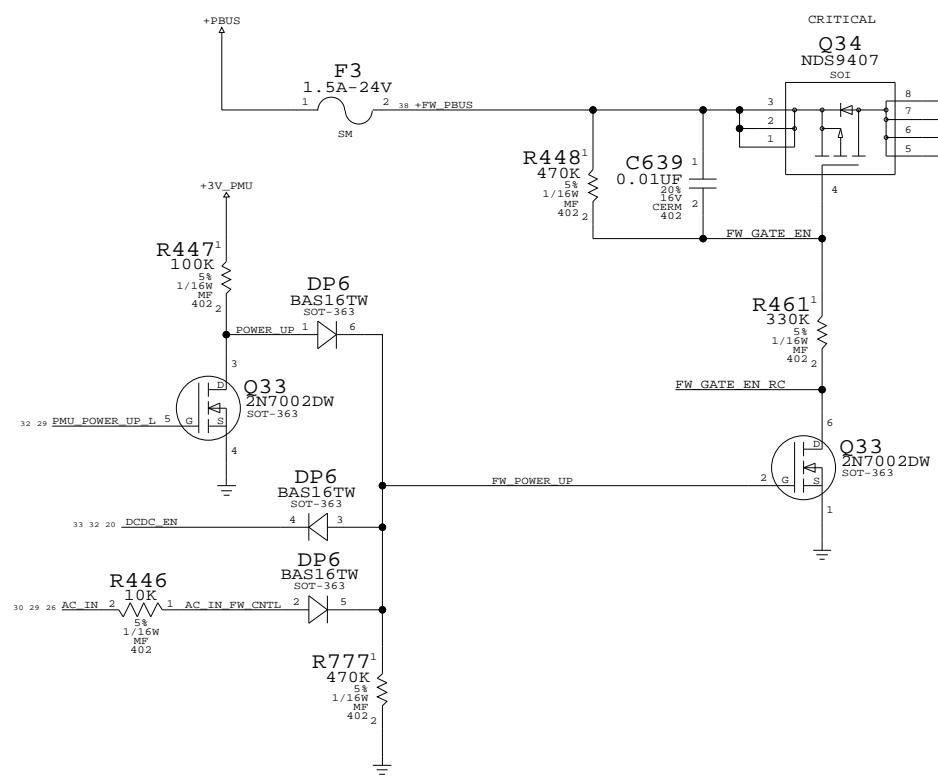 +PBUS
CRITICAL
Q34
NDS9407
SOI
F3
1.5A-24V
1
2
38 +FW_PBUS
SM
3
2
1
8
7
6
5
4
R448
470K
5%
1/16W
MF
402
1
2
C639
0.01UF
20%
16V
CERM
402
1
2
FW_GATE_EN
+3V_PMU
R447
100K
5%
1/16W
MF
402
1
2
DP6
BAS16TW
SOT-363
POWER_UP
1
6
R461
330K
5%
1/16W
MF
402
1
2
FW_GATE_EN_RC
3
D
Q33
2N7002DW
SOT-363
32 29 PMU_POWER_UP_L
5
G
S
4
6
D
Q33
2N7002DW
SOT-363
2
G
S
1
DP6
BAS16TW
SOT-363
FW_POWER_UP
33 32 20 DCDC_EN
4
3
DP6
BAS16TW
SOT-363
R446
10K
30 29 26 AC_IN
2
1
AC_IN_FW_CNTL
2
5
5%
1/16W
MF
402
R777
470K
5%
1/16W
MF
402
1
2